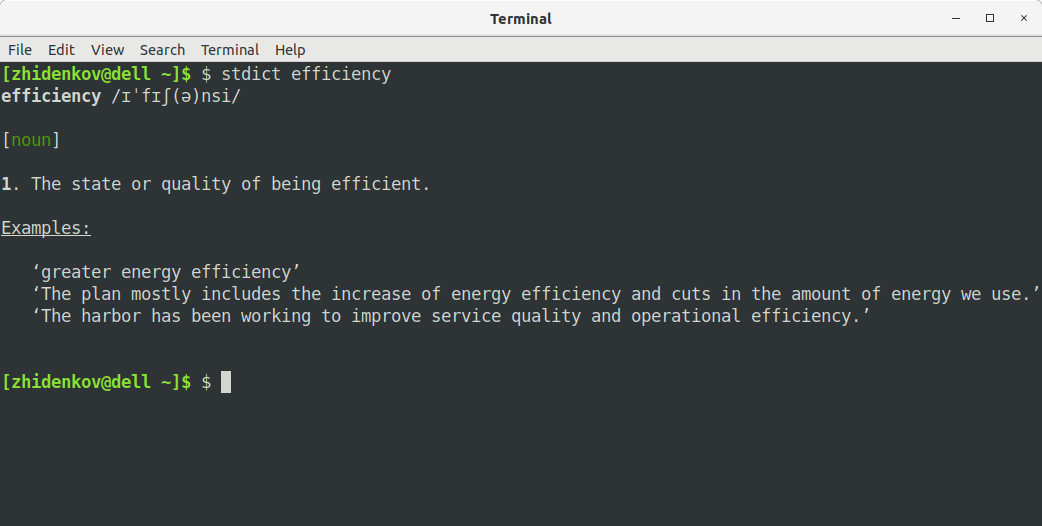 Terminal
File Edit View Search Terminal Help
[zhidenkov@dell ~]$ $ stdict efficiency
efficiency /ɪˈfɪʃ(ə)nsi/
[noun]
1. The state or quality of being efficient.
Examples:
‘greater energy efficiency’
‘The plan mostly includes the increase of energy efficiency and cuts in the amount of energy we use.’
‘The harbor has been working to improve service quality and operational efficiency.’
[zhidenkov@dell ~]$ $